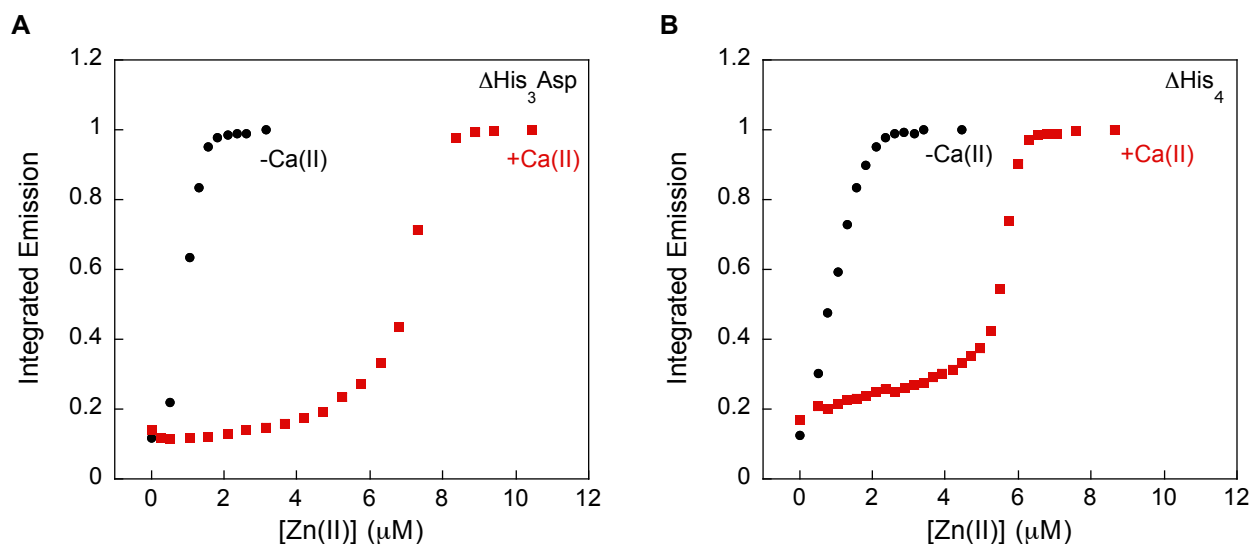 A
1.2
1
0.8
0.6
0.4
0.2
0
Integrated Emission
ΔHis3Asp
-Ca(II)
+Ca(II)
0 2 4 6 8 10 12
[Zn(II)] (μM)
B
1.2
1
0.8
0.6
0.4
0.2
0
Integrated Emission
ΔHis4
-Ca(II)
+Ca(II)
0 2 4 6 8 10 12
[Zn(II)] (μM)